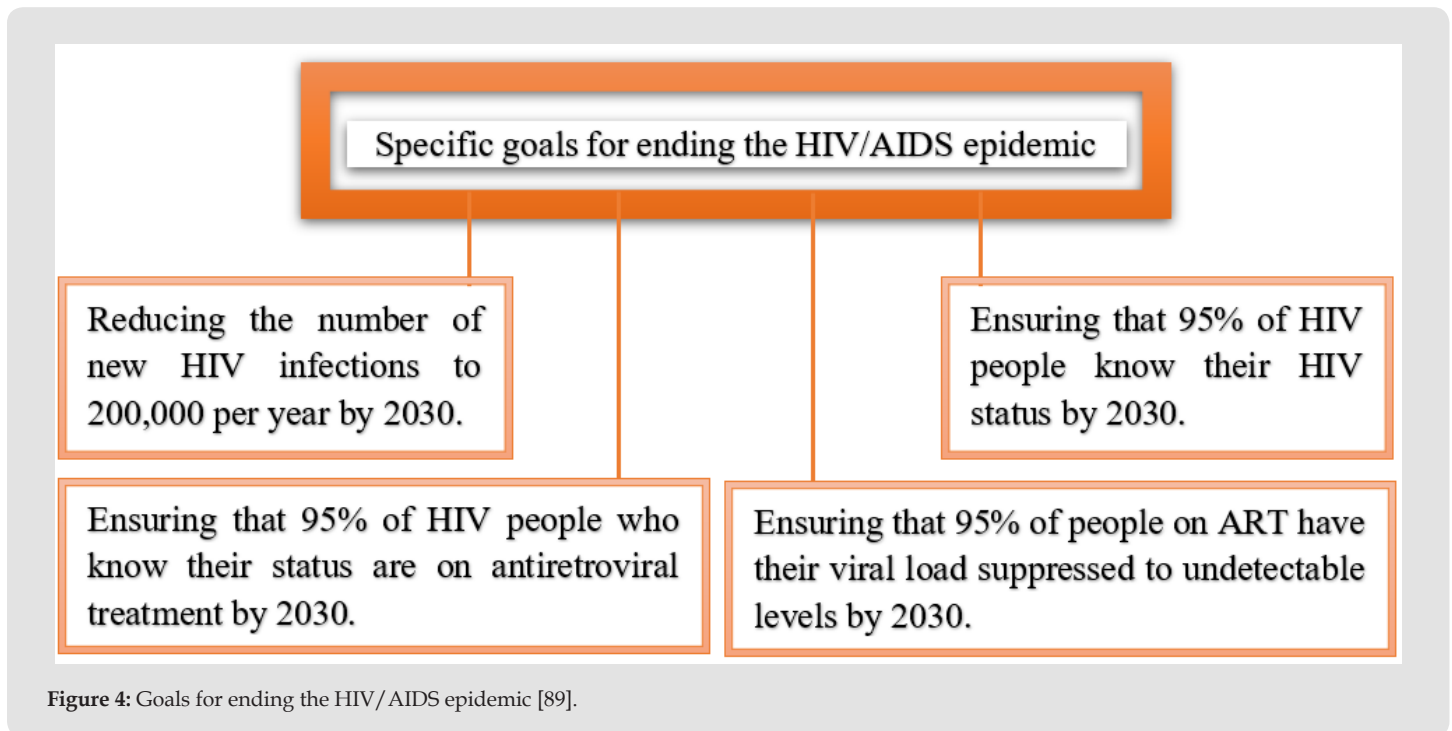 Specific goals for ending the HIV/AIDS epidemic
Reducing the number of
new HIV infections to
200,000 per year by 2030.
Ensuring that 95% of HIV
people know their HIV
status by 2030.
Ensuring that 95% of HIV people who
know their status are on antiretroviral
treatment by 2030.
Ensuring that 95% of people on ART have
their viral load suppressed to undetectable
levels by 2030.
Figure 4: Goals for ending the HIV/AIDS epidemic [89].